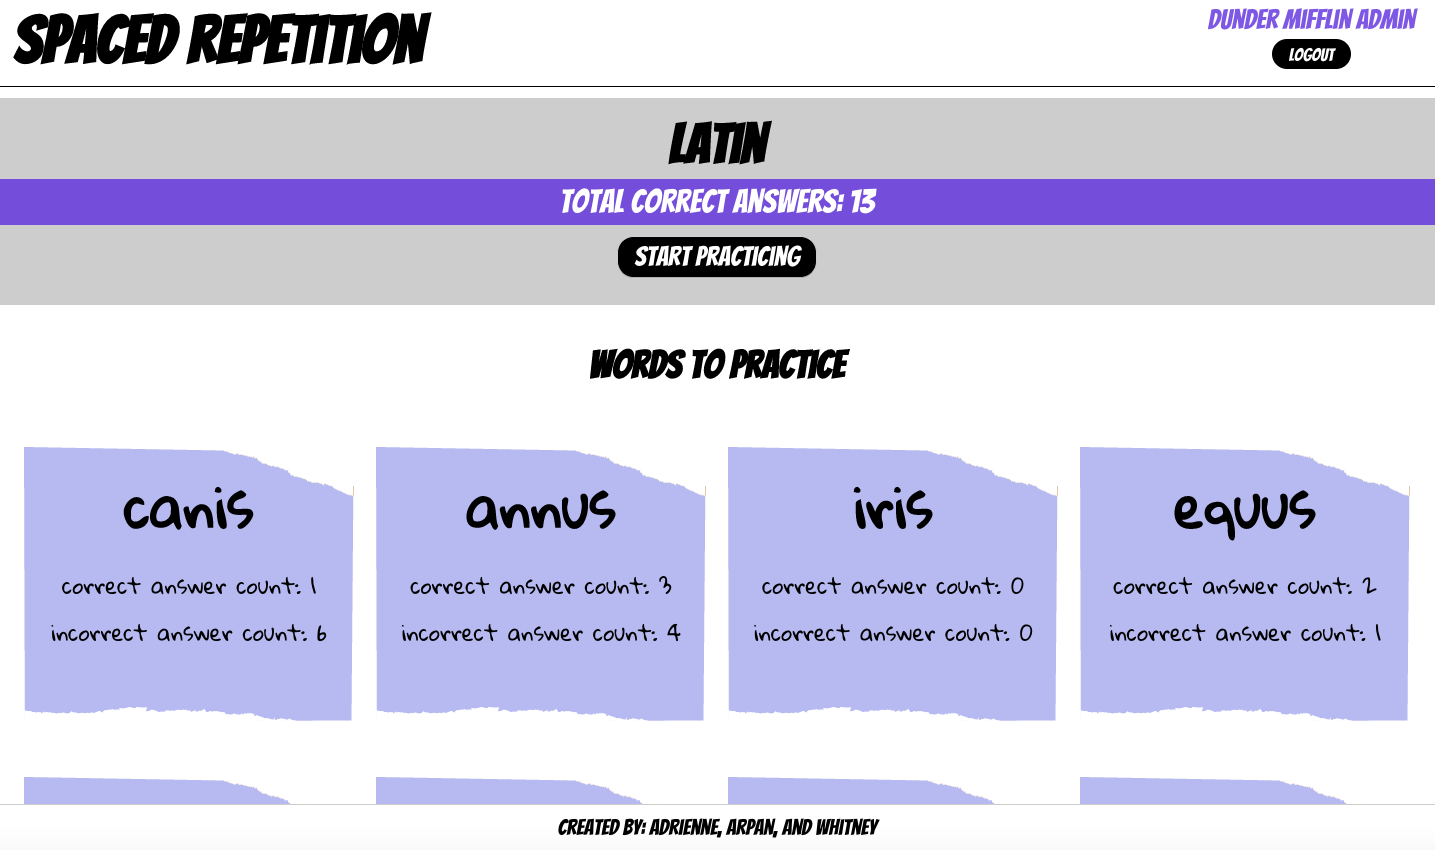 SPACED REPETITION
DUNDER MIFFLIN ADMIN
LOGOUT
LATIN
TOTAL CORRECT ANSWERS: 13
START PRACTICING
WORDS TO PRACTICE
canis
correct answer count: 1
incorrect answer count: 6
annus
correct answer count: 3
incorrect answer count: 4
iris
correct answer count: 0
incorrect answer count: 0
equus
correct answer count: 2
incorrect answer count: 1
CREATED BY: ADRIENNE, ARPAN, AND WHITNEY